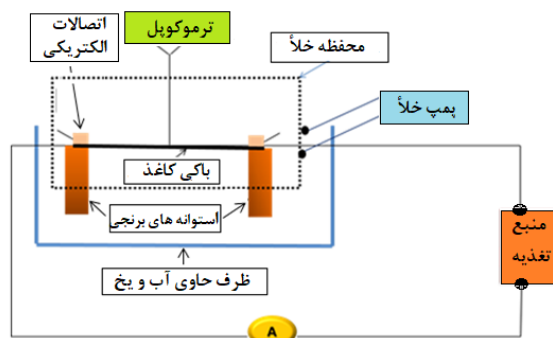 اتصالات
الکتریکی
ترموکوپل
محفظه خلأ
پمپ خلأ
باکی کاغذ
استوانه های برنجی
منبع
تغذیه
ظرف حاوی آب و یخ
A